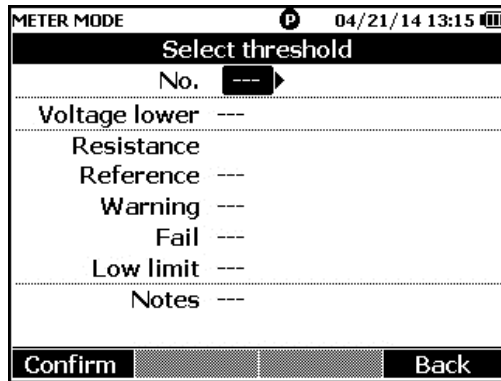 METER MODE P 04/21/14 13:15
Select threshold
No. ---
Voltage lower ---
Resistance
Reference ---
Warning ---
Fail ---
Low limit ---
Notes ---
Confirm Back